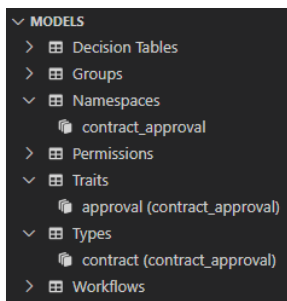 MODELS
Decision Tables
Groups
Namespaces
contract_approval
Permissions
Traits
approval (contract_approval)
Types
contract (contract_approval)
Workflows